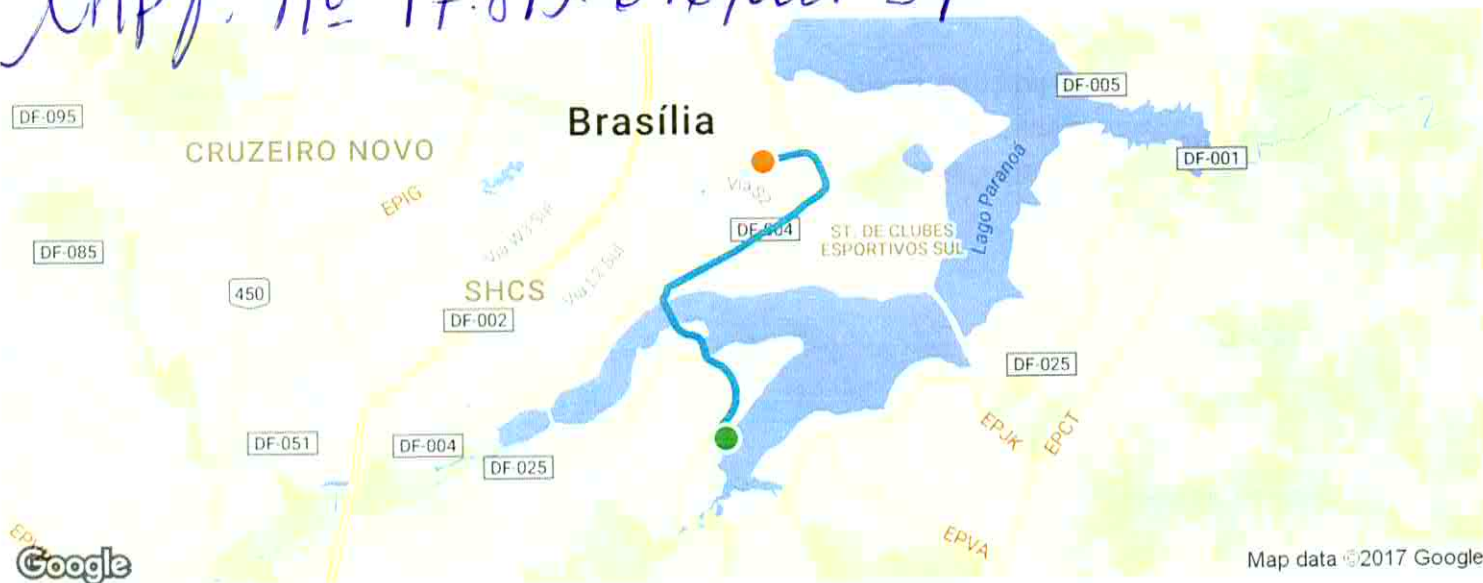 Nº
DF-005
DF-095
Brasília
CRUZEIRO NOVO
DF-001
EPIG
Via S2
Lago Paranoá
Via W3 Sul
DF-004
ST. DE CLUBES
ESPORTIVOS SUL
DF-085
Via L2 Sul
450
SHCS
DF-002
DF-025
EPJK
EPCT
DF-051
DF-004
DF-025
EPVA
Google
Map data ©2017 Google